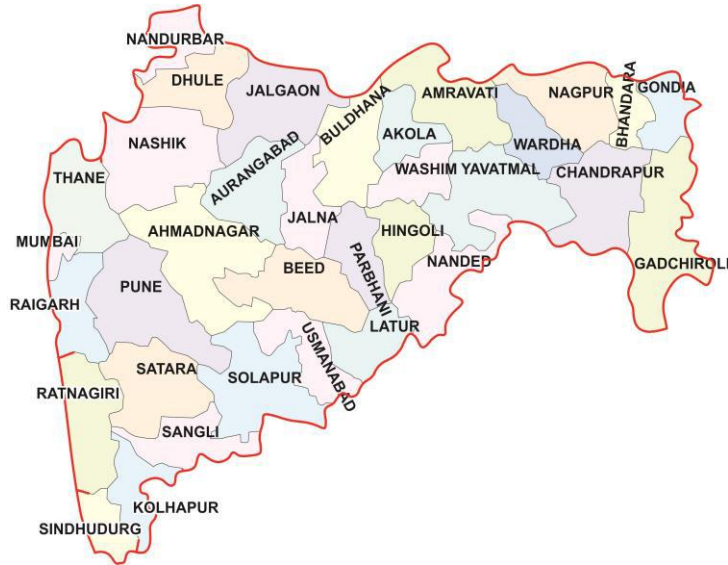 NANDURBAR
DHULE
JALGAON
BULDHANA
AMRAVATI
NAGPUR
BHANDARA
GONDIA
AKOLA
NASHIK
AURANGABAD
WARDHA
WASHIM YAVATMAL
CHANDRAPUR
THANE
JALNA
AHMADNAGAR
HINGOLI
MUMBAI
BEED
PARBHANI
NANDED
GADCHIROLI
PUNE
RAIGARH
LATUR
USMANABAD
SATARA
SOLAPUR
RATNAGIRI
SANGLI
KOLHAPUR
SINDHUDURG